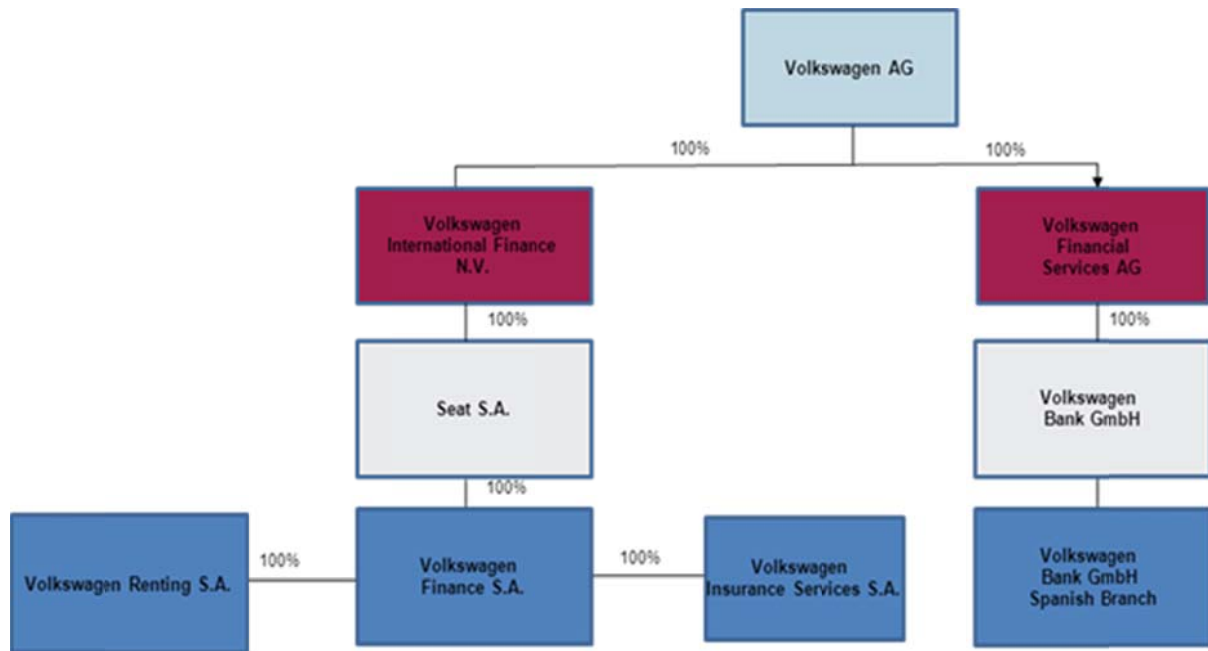 Volkswagen AG
100%
100%
Volkswagen
International Finance
N.V.
Volkswagen
Financial
Services AG
100%
100%
Seat S.A.
Volkswagen
Bank GmbH
100%
Volkswagen Renting S.A.
100%
Volkswagen
Finance S.A.
100%
Volkswagen
Insurance Services S.A.
Volkswagen
Bank GmbH
Spanish Branch